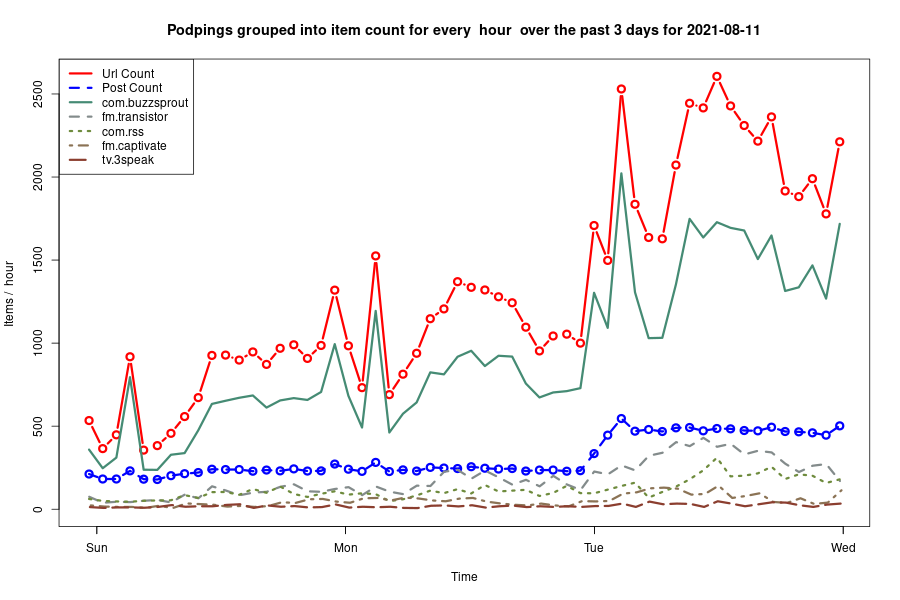 Podpings grouped into item count for every  hour  over the past 3 days for 2021-08-11
Url Count
Post Count
com.buzzsprout
fm.transistor
com.rss
fm.captivate
tv.3speak
2500
2000
1500
1000
500
0
Items /  hour
Sun
Mon
Tue
Wed
Time